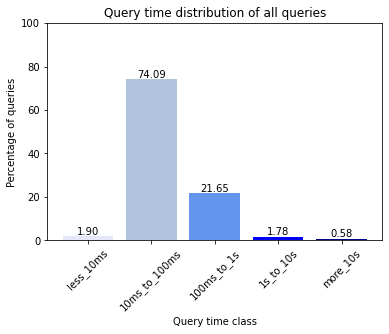 Query time distribution of all queries
Percentage of queries
100
80
60
40
20
0
1.90
74.09
21.65
1.78
0.58
less_10ms
10ms_to_100ms
100ms_to_1s
1s_to_10s
more_10s
Query time class